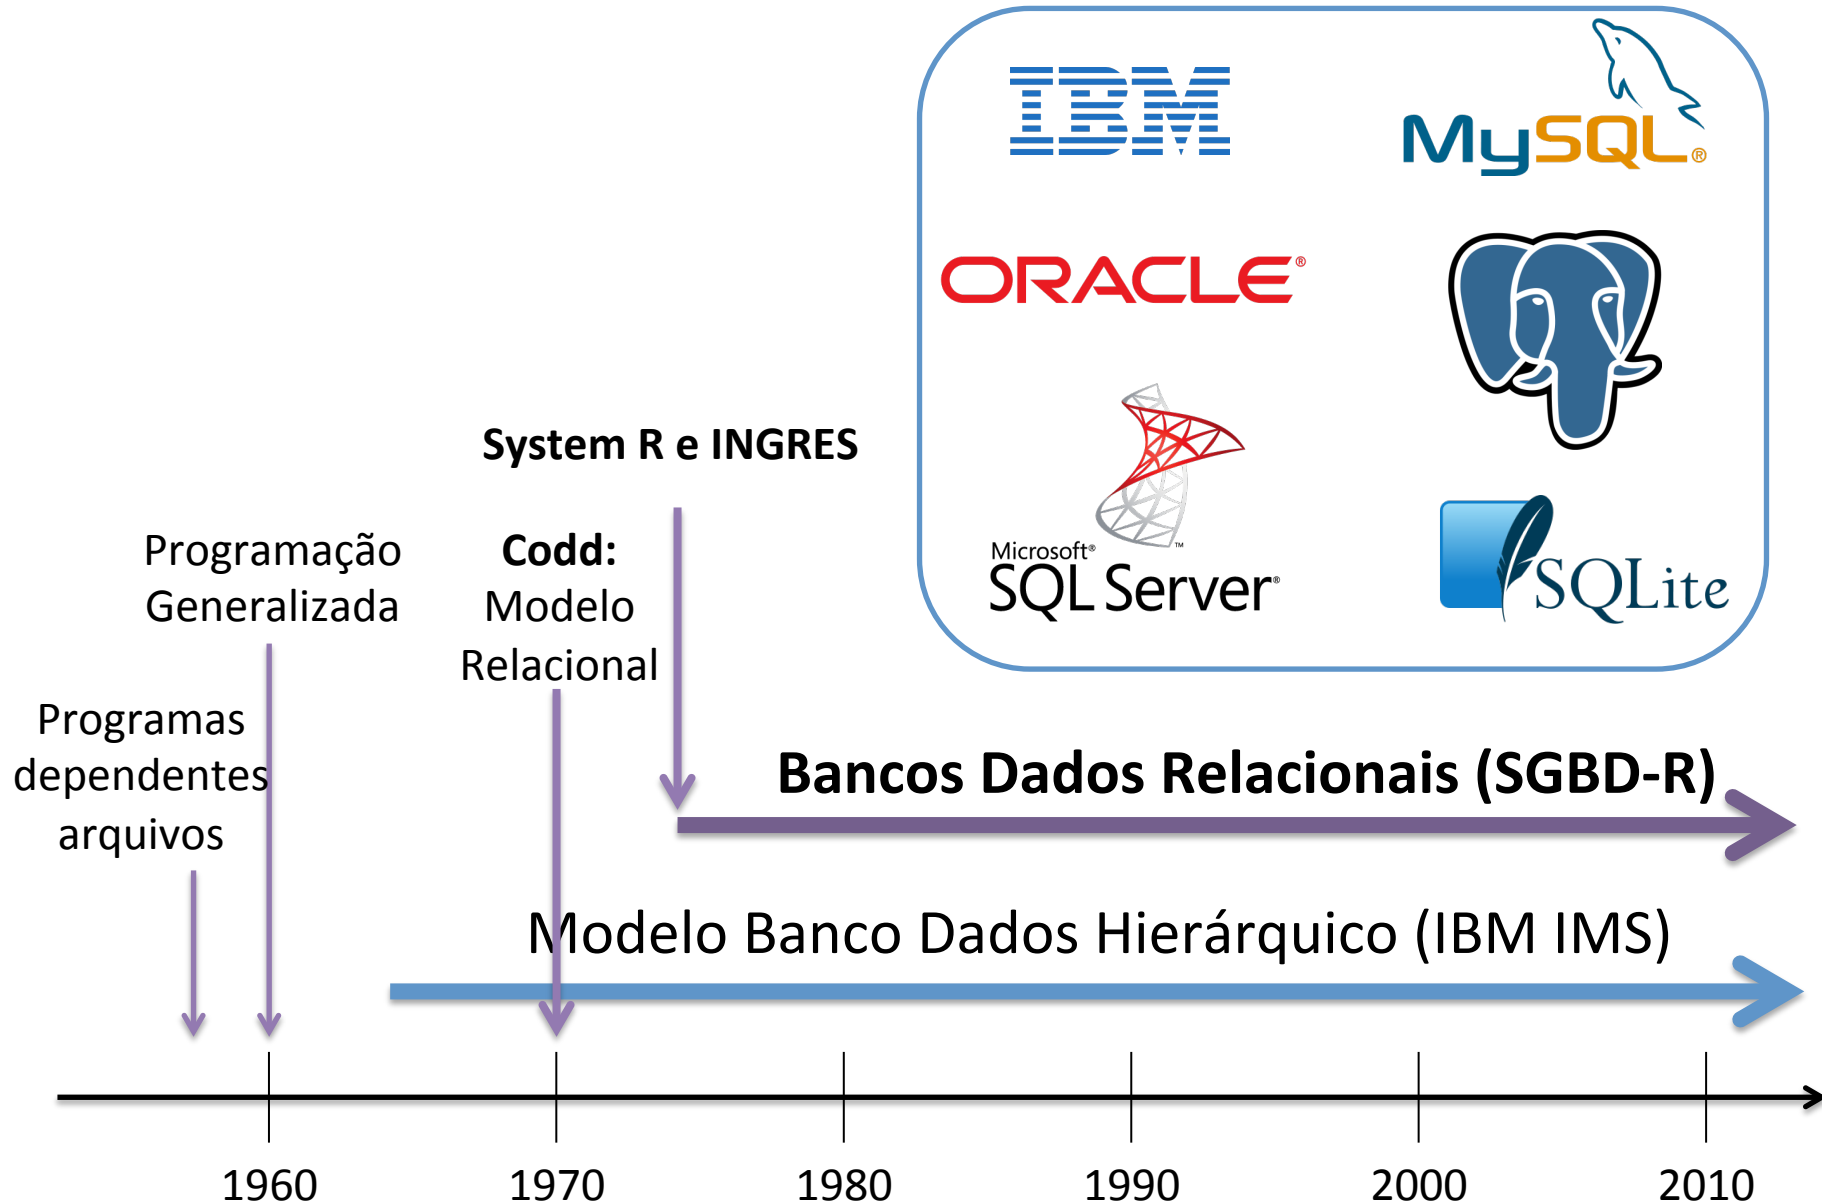 IBM
MySQL®
ORACLE®
Microsoft®
SQL Server®
™
SQLite
System R e INGRES
Programação
Generalizada
Codd:
Modelo
Relacional
Programas
dependentes
arquivos
Bancos Dados Relacionais (SGBD-R)
Modelo Banco Dados Hierárquico (IBM IMS)
1960
1970
1980
1990
2000
2010